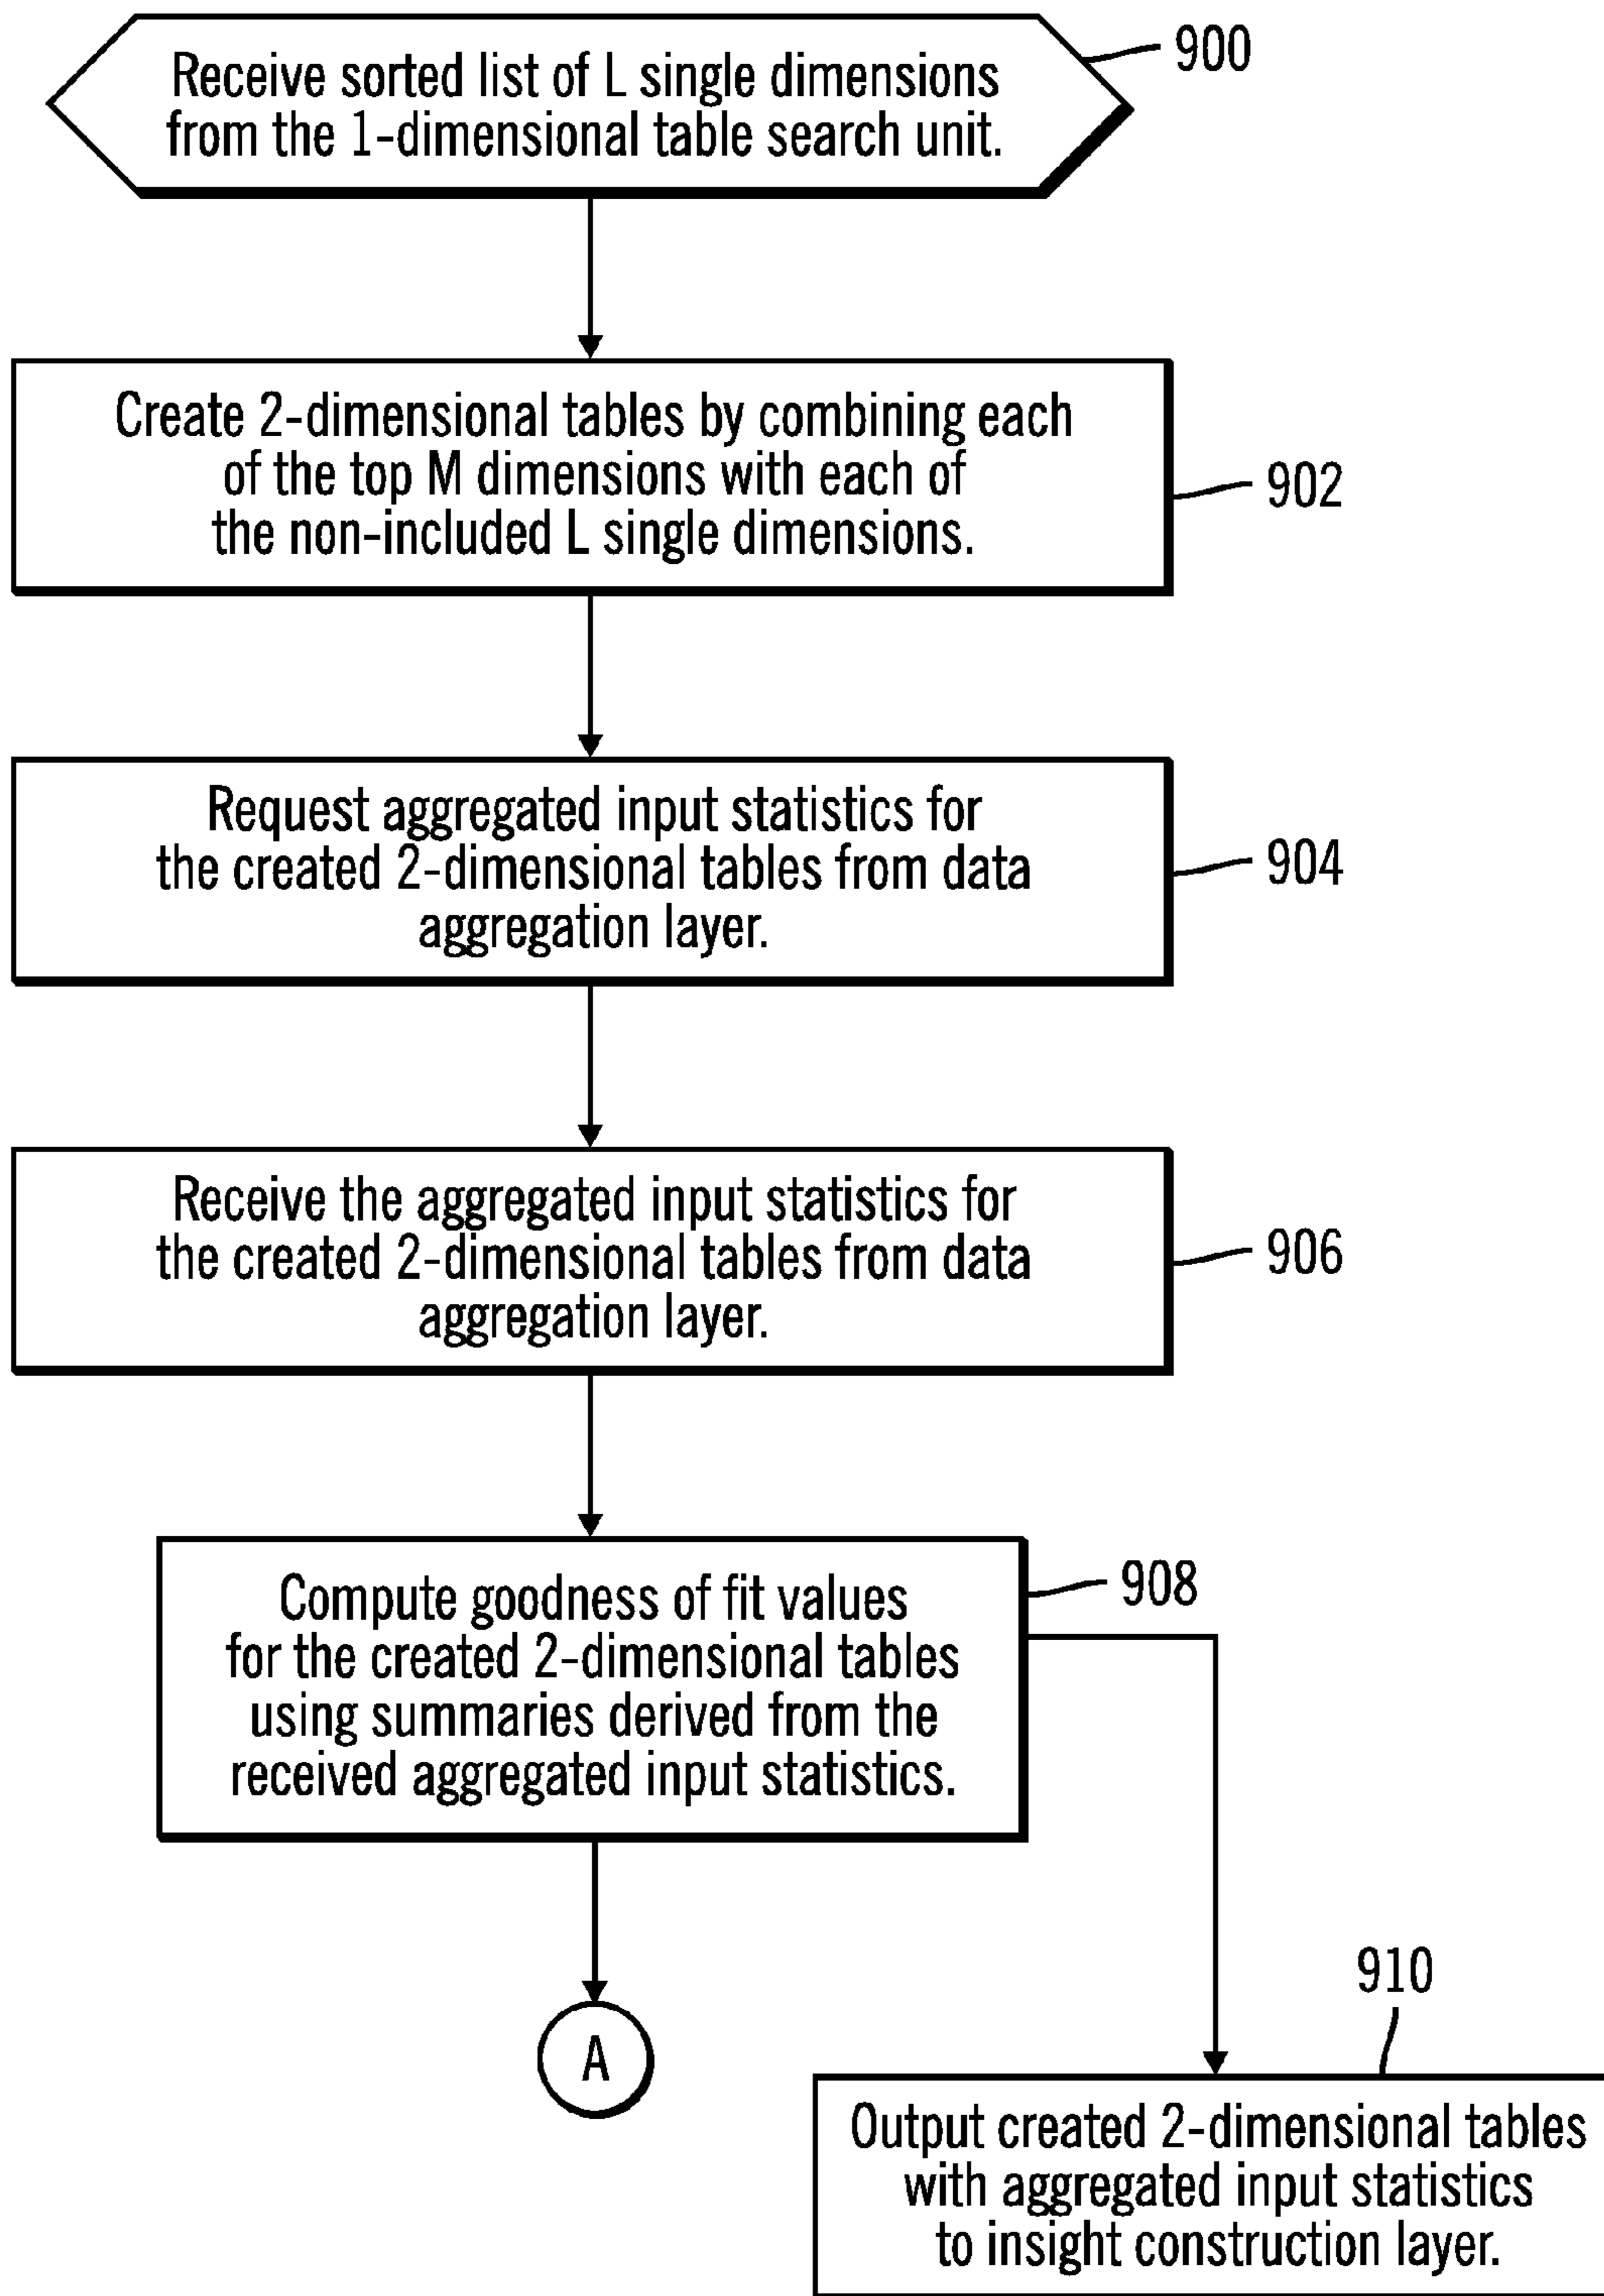 Receive sorted list of L single dimensions
from the 1-dimensional table search unit.
900
Create 2-dimensional tables by combining each
of the top M dimensions with each of
the non-included L single dimensions.
902
Request aggregated input statistics for
the created 2-dimensional tables from data
aggregation layer.
904
Receive the aggregated input statistics for
the created 2-dimensional tables from data
aggregation layer.
906
Compute goodness of fit values
for the created 2-dimensional tables
using summaries derived from the
received aggregated input statistics.
908
A
910
Output created 2-dimensional tables
with aggregated input statistics
to insight construction layer.